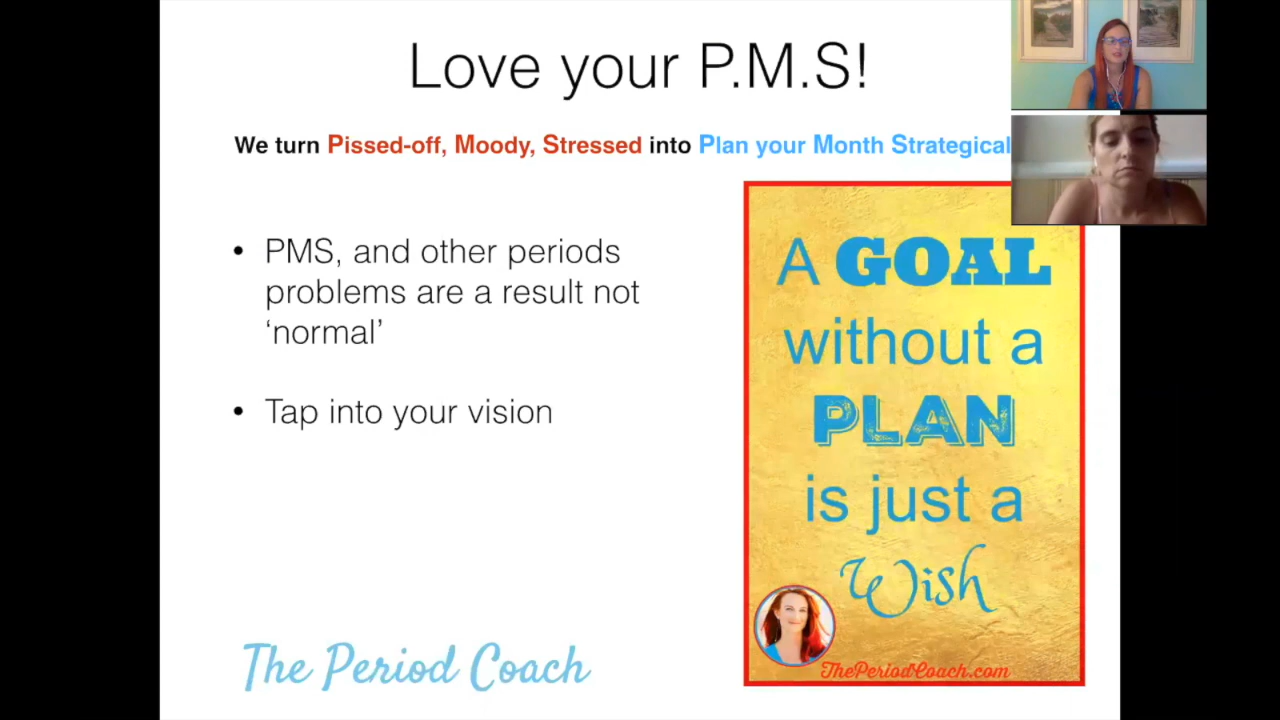 Love your P.M.S!
We turn Pissed-off, Moody, Stressed into Plan your Month Strategical
• PMS, and other periods
problems are a result not
‘normal’
• Tap into your vision
A GOAL
without a
PLAN
is just a
Wish
ThePeriodCoach.com
The Period Coach